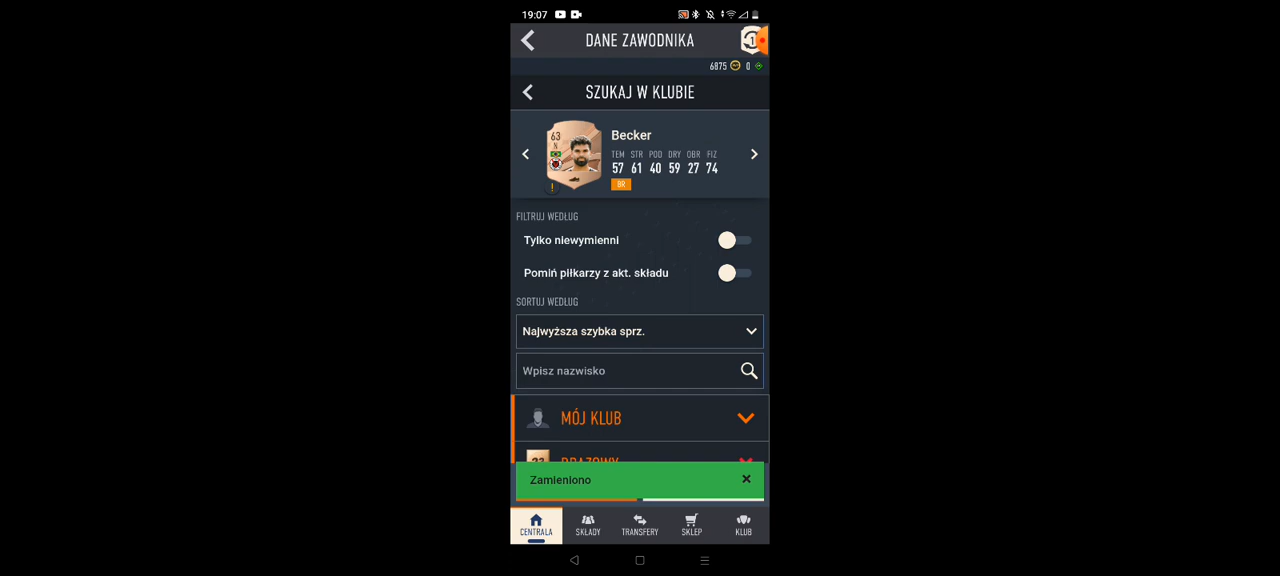 19:07
DANE ZAWODNIKA
1
6875 0
SZUKAJ W KLUBIE
63
N
Becker
TEM STR POD DRY OBR FIZ
57 61 40 59 27 74
BR
FILTRUJ WEDŁUG
Tylko niewymienni
Pomiń piłkarzy z akt. składu
SORTUJ WEDŁUG
Najwyższa szybka sprz.
Wpisz nazwisko
MÓJ KLUB
BRĄZOWY
Zamieniono
CENTRALA SKŁADY TRANSFERY SKLEP KLUB